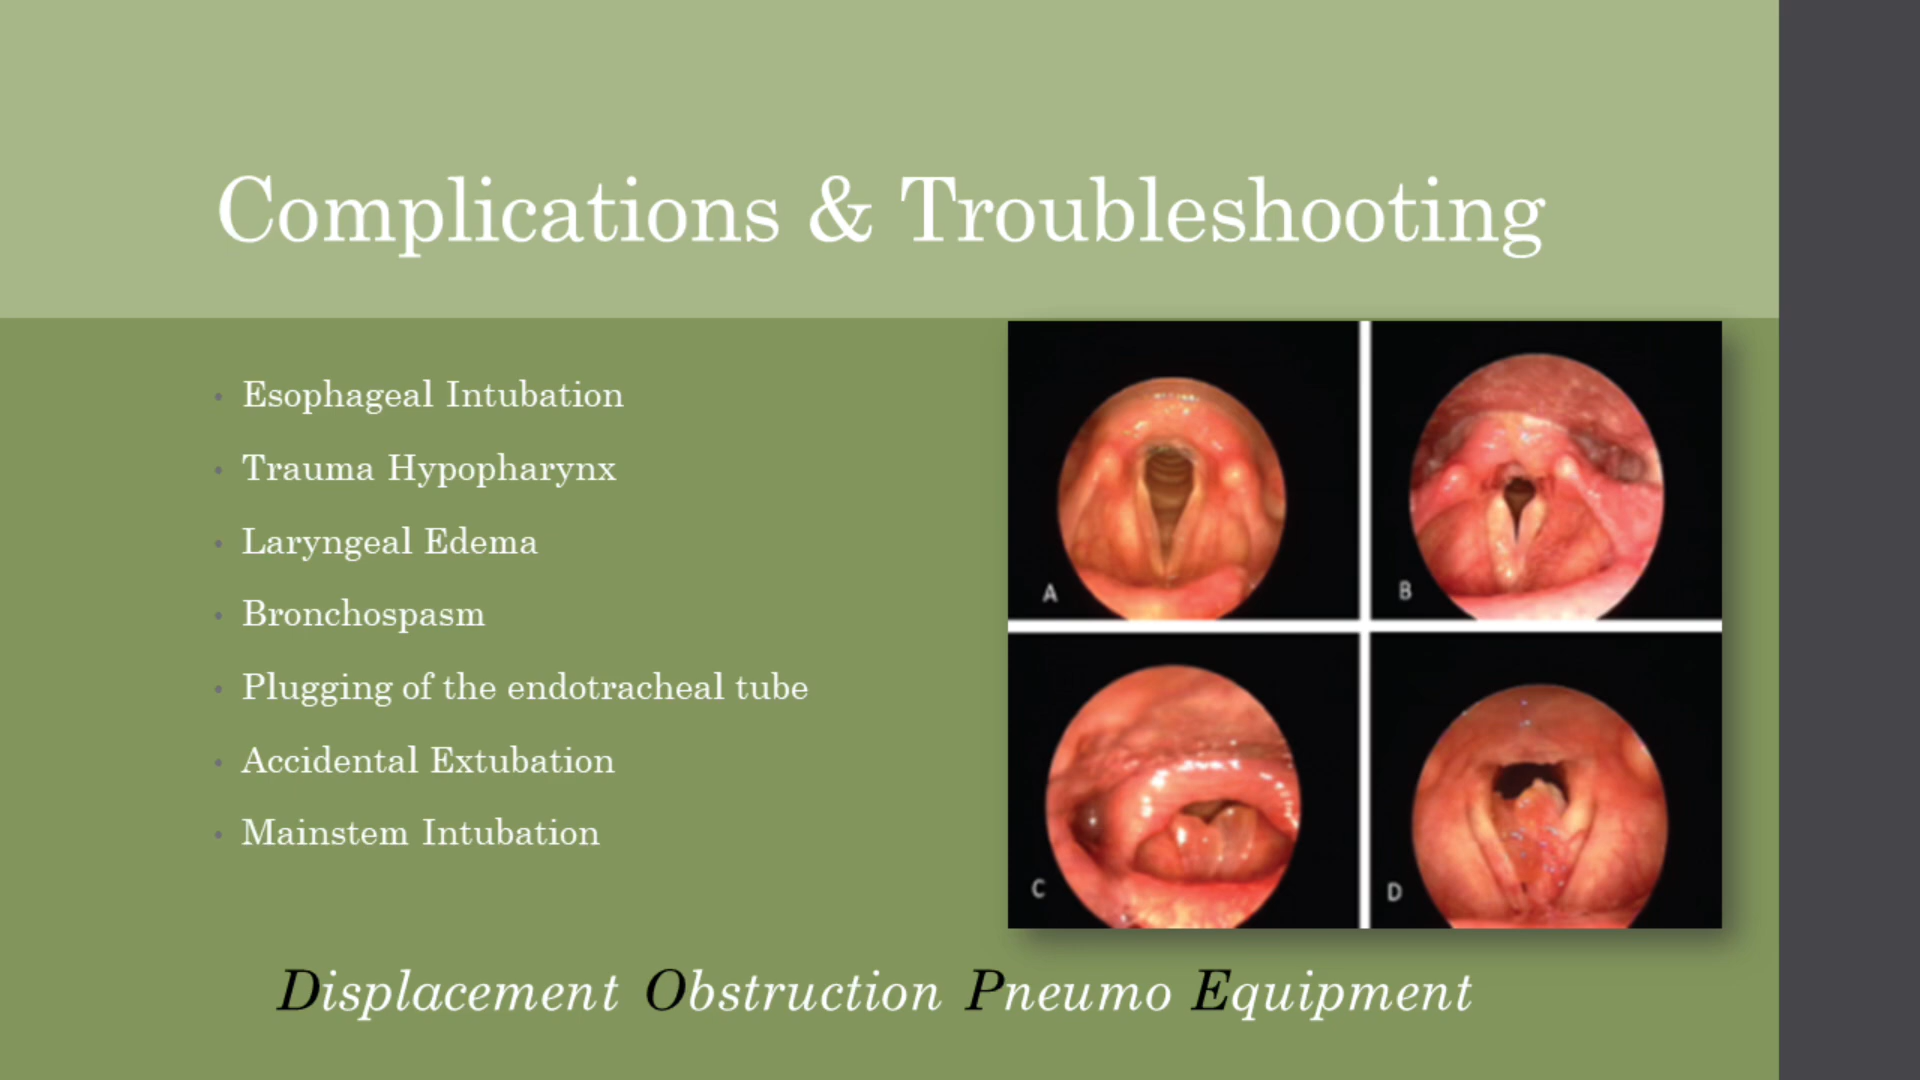 Complications & Troubleshooting
Esophageal Intubation
Trauma Hypopharynx
Laryngeal Edema
Bronchospasm
Plugging of the endotracheal tube
Accidental Extubation
Mainstem Intubation
A
B
C
D
Displacement Obstruction Pneumo Equipment